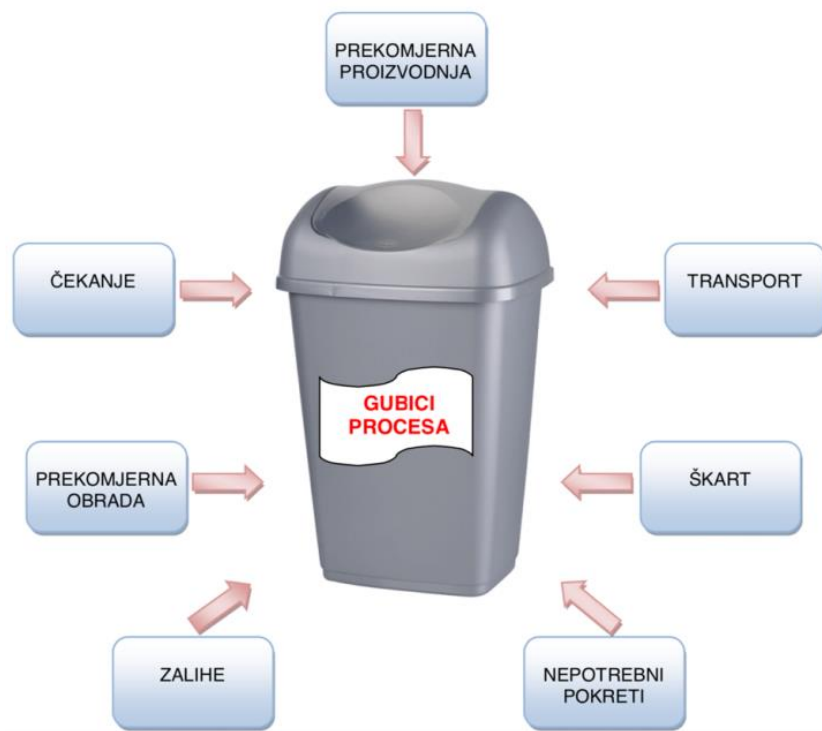 PREKOMJERNA
PROIZVODNJA
ČEKANJE
TRANSPORT
GUBICI
PROCESA
PREKOMJERNA
OBRADA
ŠKART
ZALIHE
NEPOTREBNI
POKRETI